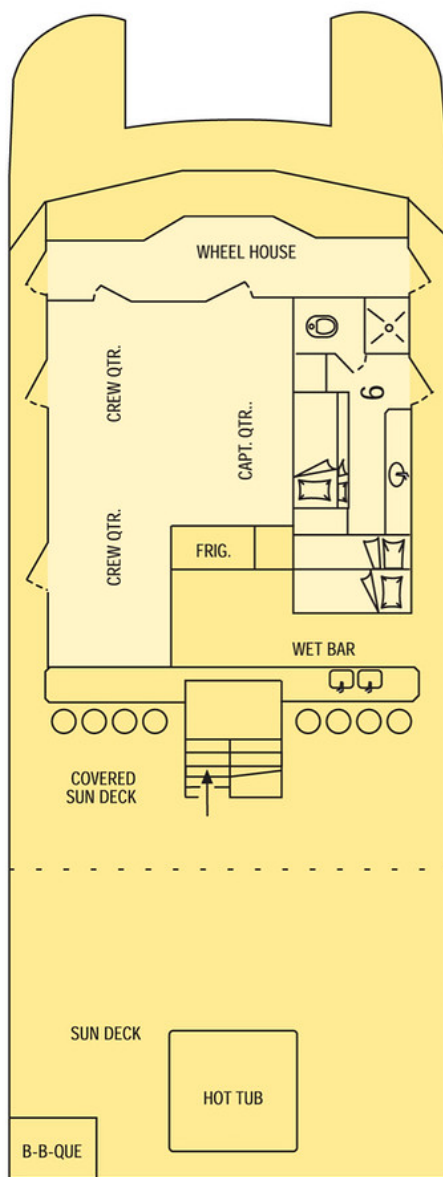 WHEEL HOUSE
CREW QTR.
CAPT. QTR..
CREW QTR.
FRIG.
WET BAR
COVERED
SUN DECK
SUN DECK
HOT TUB
B-B-QUE